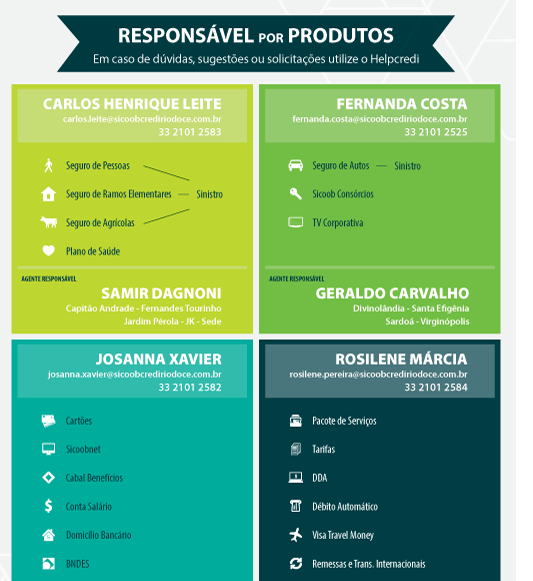 RESPONSÁVEL POR PRODUTOS
Em caso de dúvidas, sugestões ou solicitações utilize o Helpcredi
CARLOS HENRIQUE LEITE
carlos.leite@sicoobcrediriodoce.com.br
33 2101 2583
Seguro de Pessoas
Seguro de Ramos Elementares
Sinistro
Seguro de Agrícolas
Plano de Saúde
AGENTE RESPONSÁVEL
SAMIR DAGNONI
Capitão Andrade - Fernandes Tourinho
Jardim Pérola - JK - Sede
FERNANDA COSTA
fernanda.costa@sicoobcrediriodoce.com.br
33 2101 2525
Seguro de Autos
Sinistro
Sicoob Consórcios
TV Corporativa
AGENTE RESPONSÁVEL
GERALDO CARVALHO
Divinolândia - Santa Efigênia
Sardoá - Virginópolis
JOSANNA XAVIER
josanna.xavier@sicoobcrediriodoce.com.br
33 2101 2582
Cartões
Sicoobnet
Cabal Benefícios
Conta Salário
Domicílio Bancário
BNDES
ROSILENE MÁRCIA
rosilene.pereira@sicoobcrediriodoce.com.br
33 2101 2584
Pacote de Serviços
Tarifas
DDA
Débito Automático
Visa Travel Money
Remessas e Trans. Internacionais